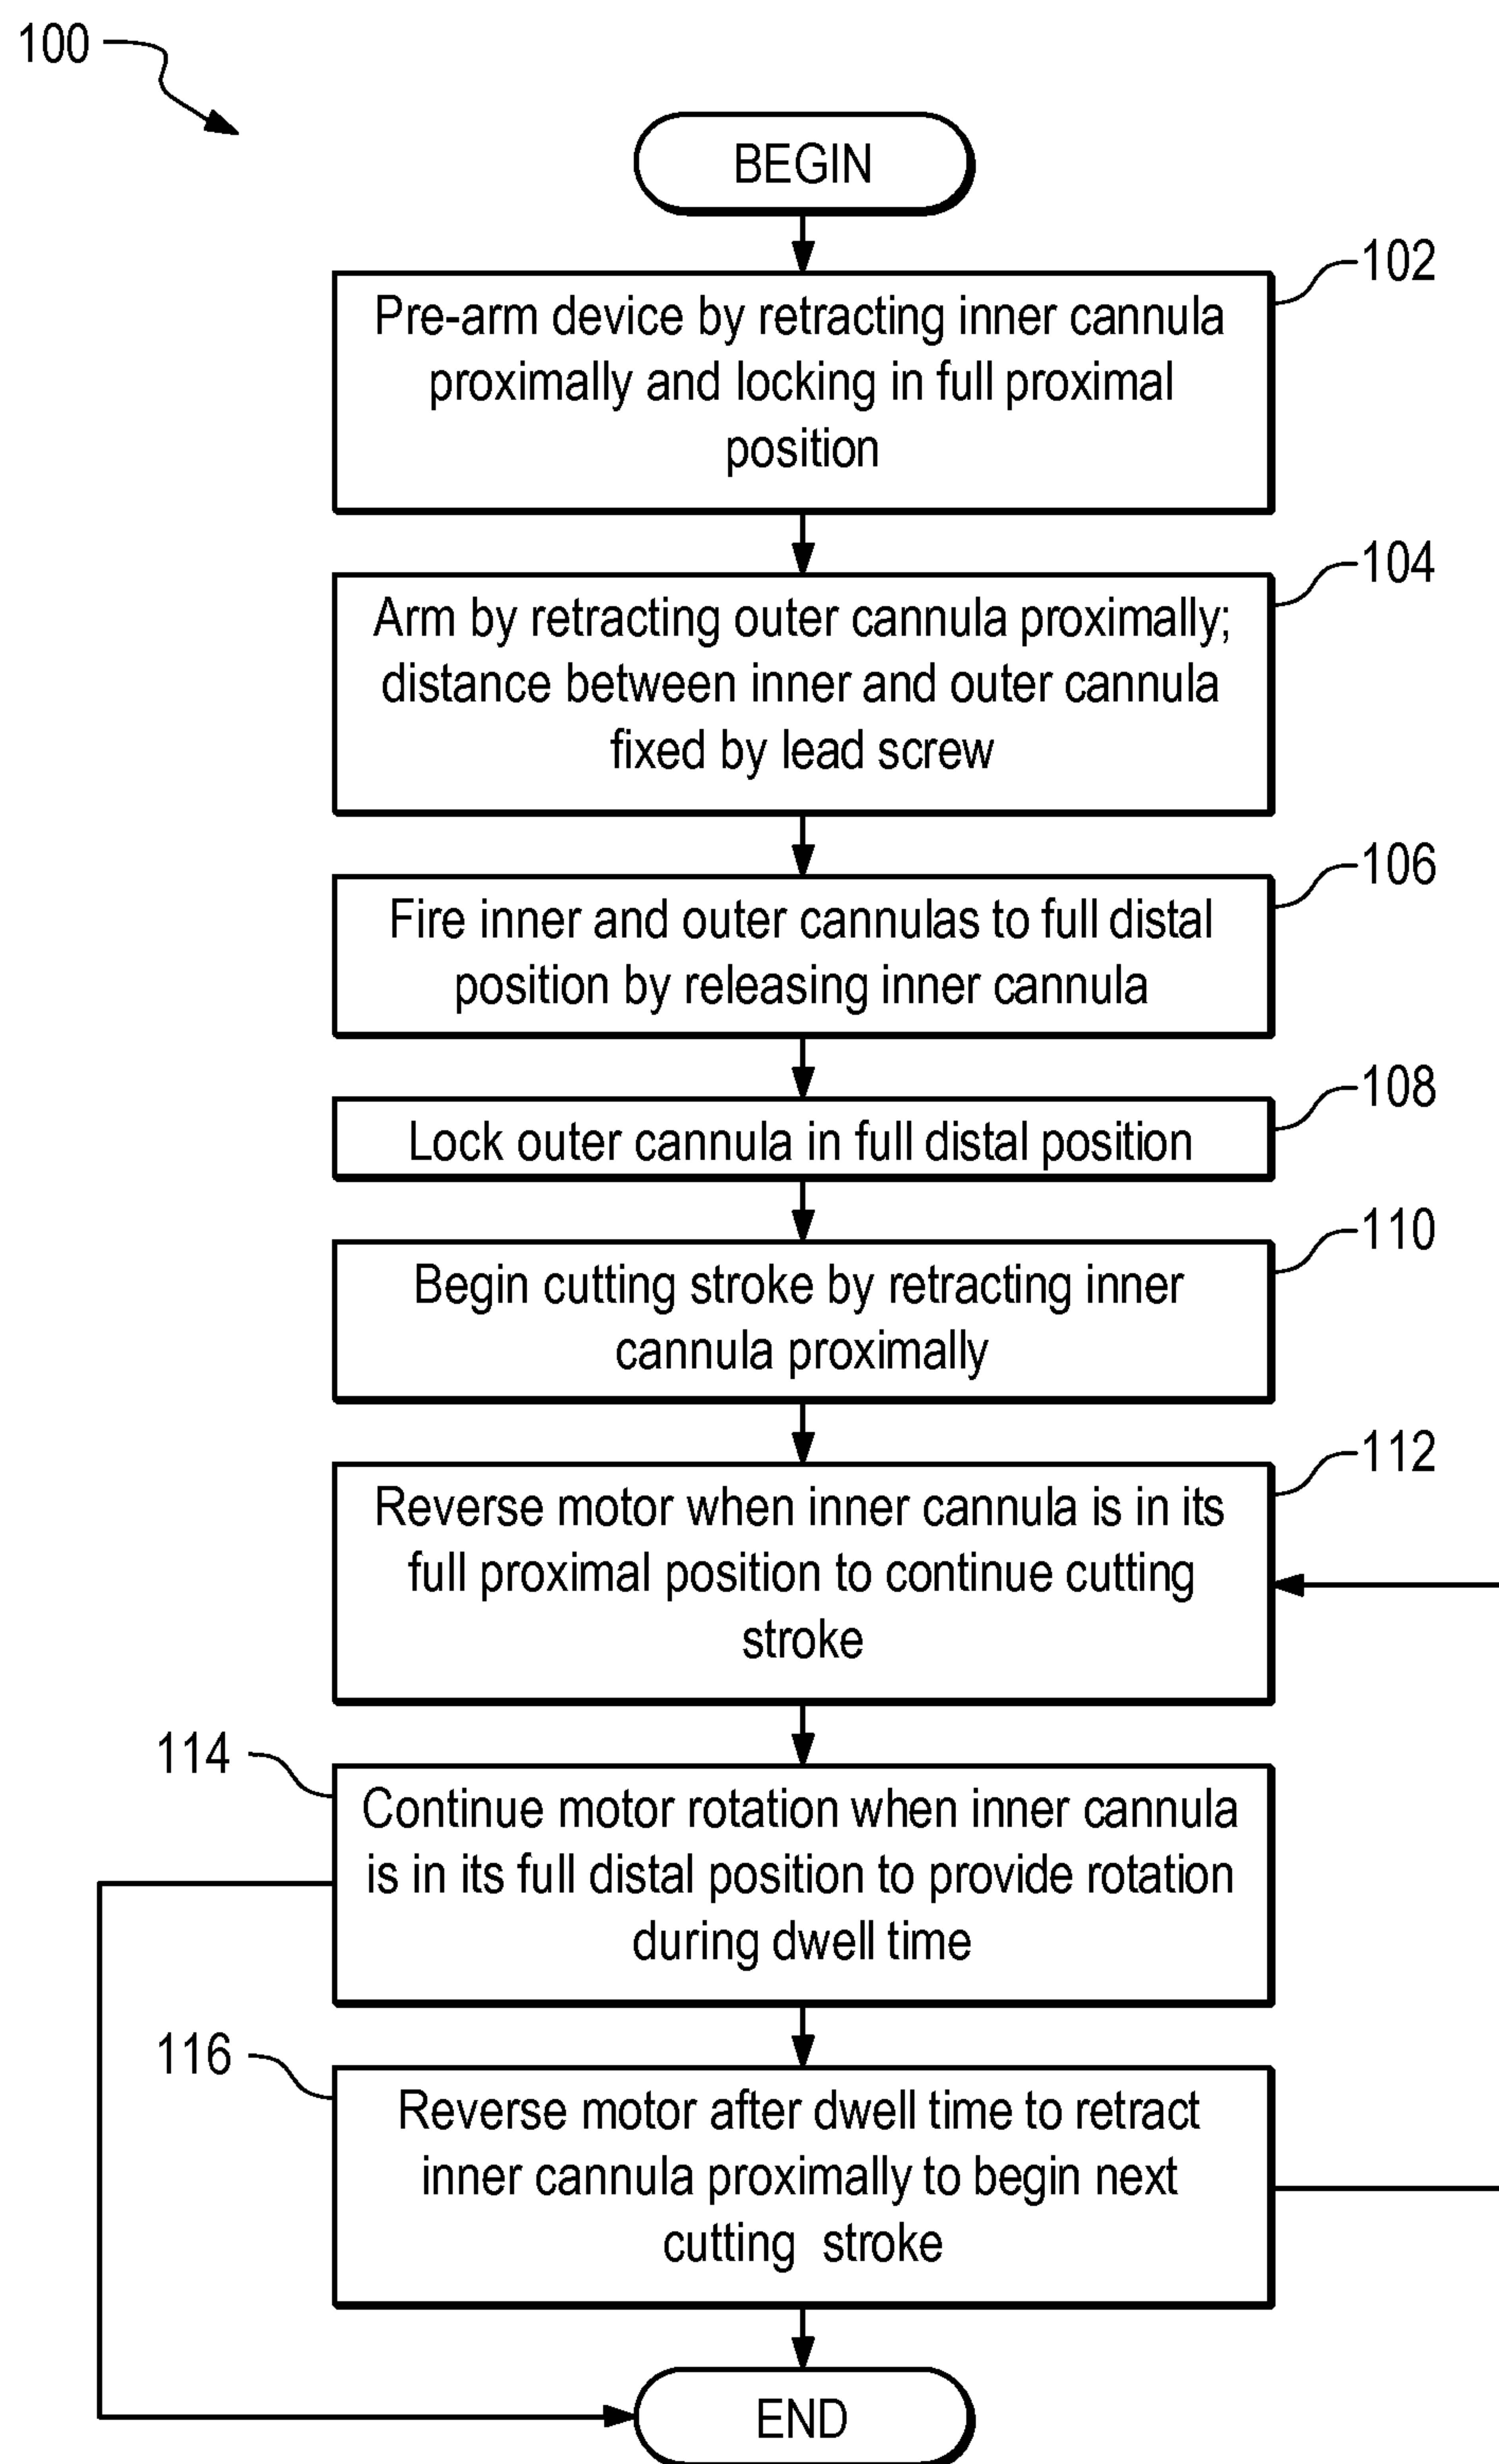 100
BEGIN
102
Pre-arm device by retracting inner cannula
proximally and locking in full proximal
position
104
Arm by retracting outer cannula proximally;
distance between inner and outer cannula
fixed by lead screw
106
Fire inner and outer cannulas to full distal
position by releasing inner cannula
108
Lock outer cannula in full distal position
110
Begin cutting stroke by retracting inner
cannula proximally
112
Reverse motor when inner cannula is in its
full proximal position to continue cutting
stroke
114
Continue motor rotation when inner cannula
is in its full distal position to provide rotation
during dwell time
116
Reverse motor after dwell time to retract
inner cannula proximally to begin next
cutting stroke
END